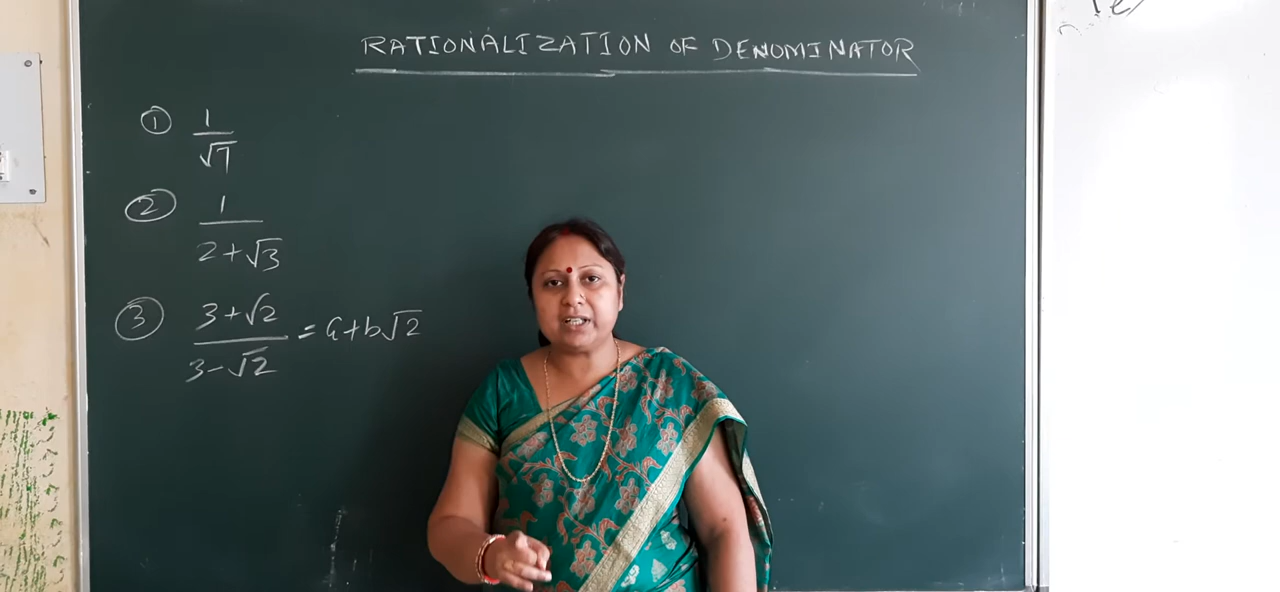 RATIONALIZATION OF DENOMINATOR
① 1/√7
② 1/(2+√3)
③ (3+√2)/(3-√2) = a+b√2